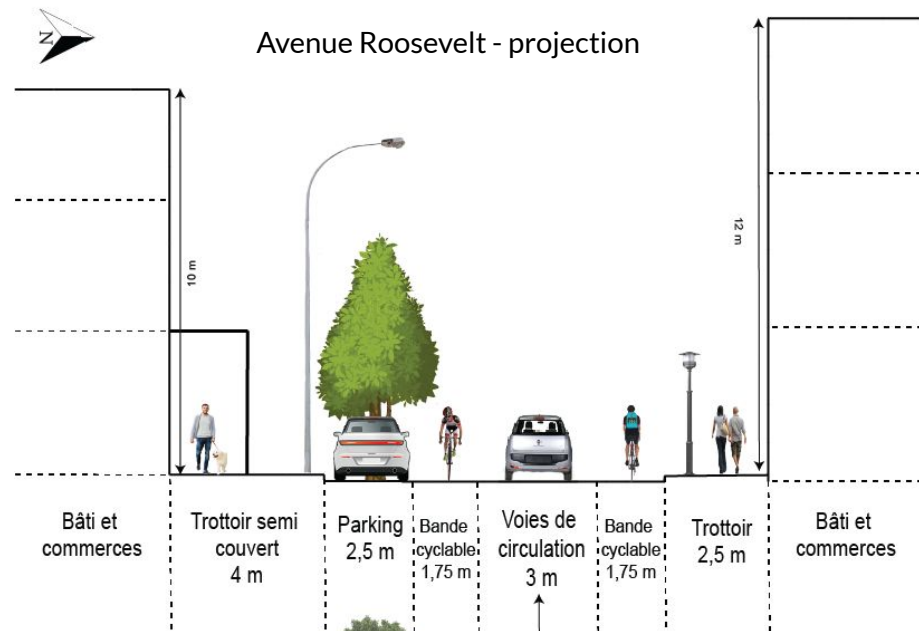 N
Avenue Roosevelt - projection
10 m
12 m
Bâti et
commerces
Trottoir semi
couvert
4 m
Parking
2,5 m
Bande
cyclable
1,75 m
Voies de
circulation
3 m
Bande
cyclable
1,75 m
Trottoir
2,5 m
Bâti et
commerces